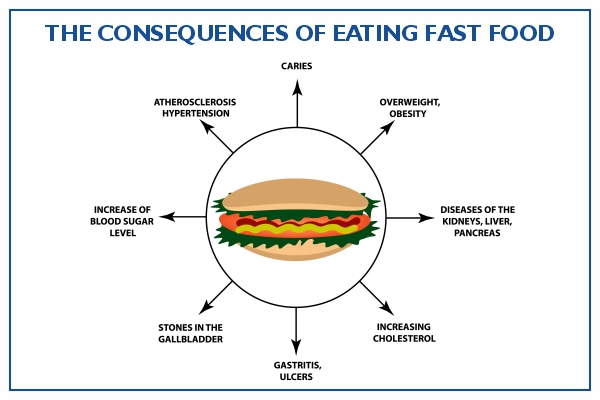 THE CONSEQUENCES OF EATING FAST FOOD
CARIES
ATHEROSCLEROSIS
HYPERTENSION
OVERWEIGHT,
OBESITY
INCREASE OF
BLOOD SUGAR
LEVEL
DISEASES OF THE
KIDNEYS, LIVER,
PANCREAS
STONES IN THE
GALLBLADDER
INCREASING
CHOLESTEROL
GASTRITIS,
ULCERS